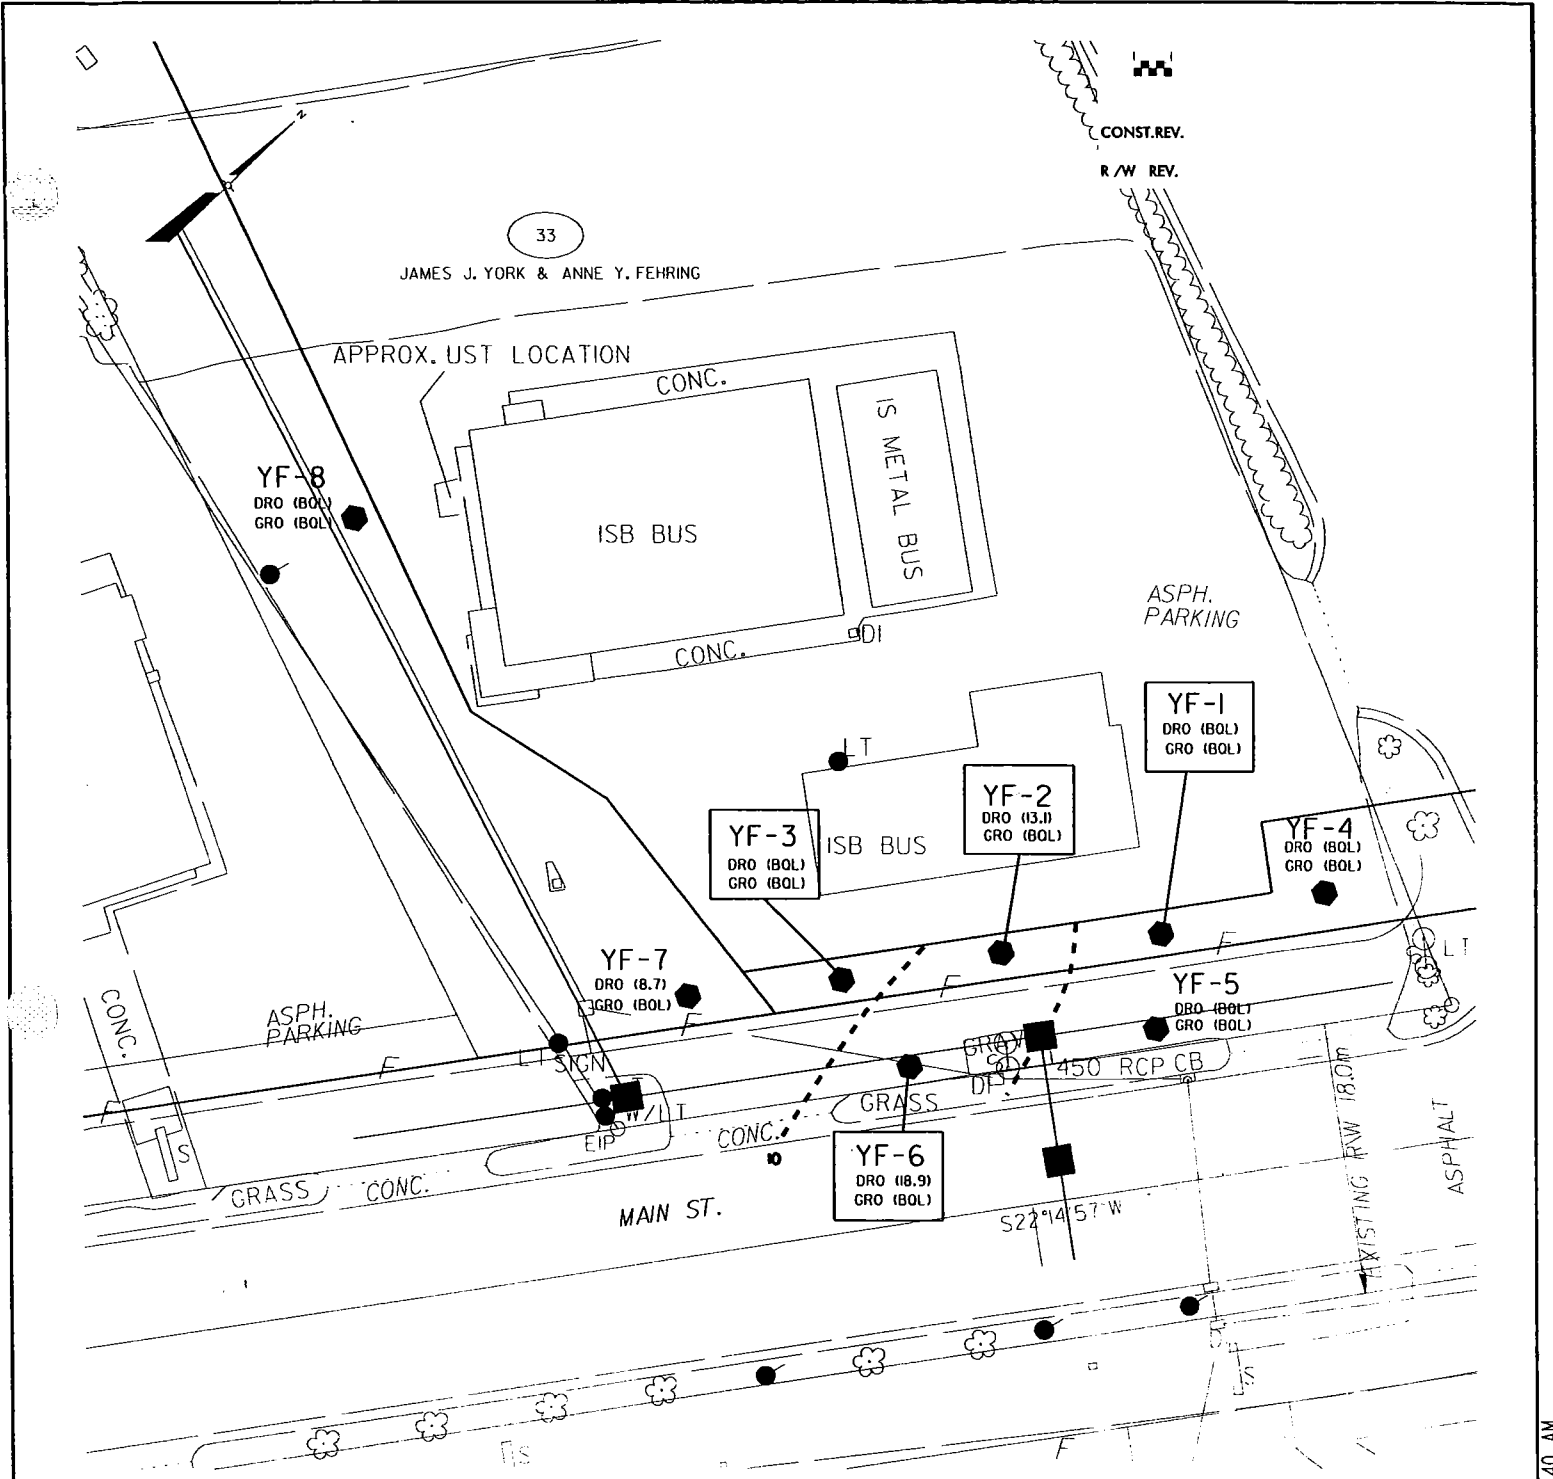 CONST.REV.
R/W REV.
N
33
JAMES J. YORK & ANNE Y. FEHRING
APPROX. UST LOCATION
CONC.
IS METAL BUS
YF-8
DRO (BQL)
GRO (BQL)
ISB BUS
ASPH.
PARKING
DI
CONC.
YF-1
DRO (BQL)
GRO (BQL)
LT
YF-2
DRO (13.1)
GRO (BQL)
YF-3
DRO (BQL)
GRO (BQL)
ISB BUS
YF-4
DRO (BQL)
GRO (BQL)
F
LT
YF-7
DRO (8.7)
GRO (BQL)
F
F
YF-5
DRO (BQL)
GRO (BQL)
CONC.
ASPH.
PARKING
LT
SIGN
F
F
450 RCP CB
DI
GRASS
W/LT
EIP
CONC.
10
S
GRASS
CONC.
YF-6
DRO (18.9)
GRO (BQL)
MAIN ST.
S22°14'57"W
EXISTING R/W 18.0m
ASPHALT
S
S
F
40 AM